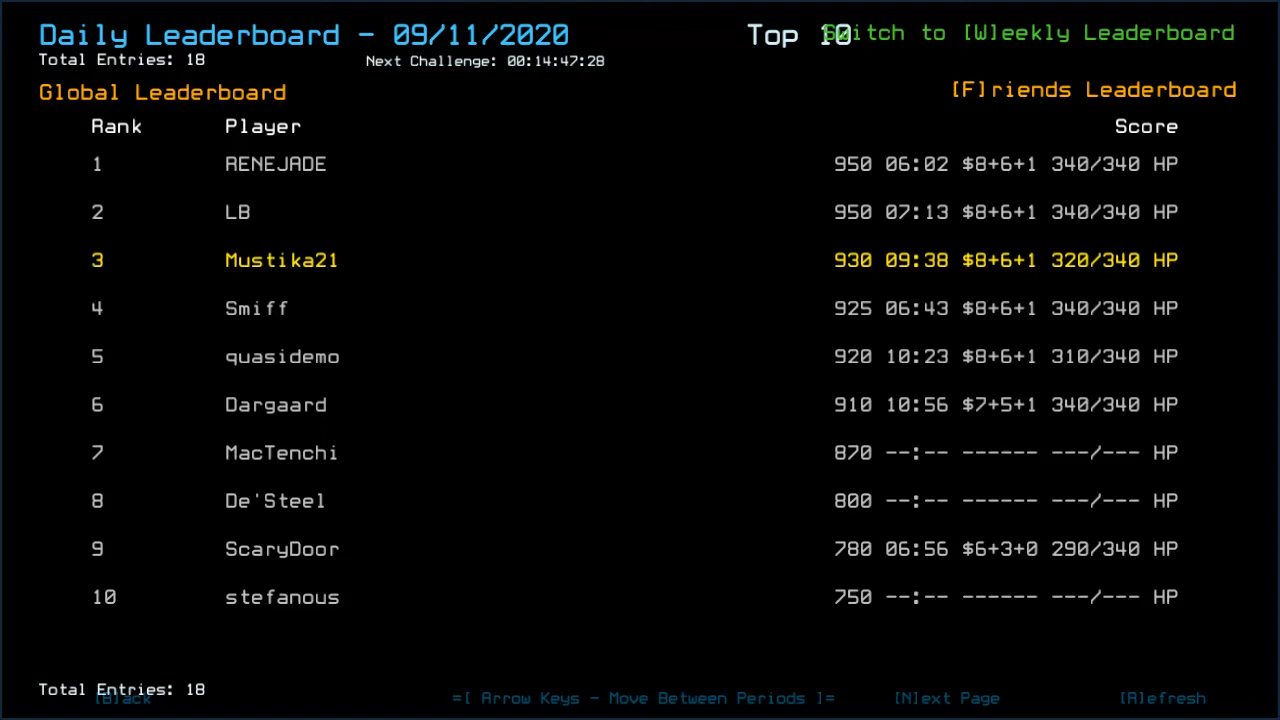 Daily Leaderboard - 09/11/2020 Top 10 Switch to [W]eekly Leaderboard
Total Entries: 18 Next Challenge: 00:14:47:28
Global Leaderboard [F]riends Leaderboard
Rank Player Score
1 RENEJADE 950 06:02 $8+6+1 340/340 HP
2 LB 950 07:13 $8+6+1 340/340 HP
3 Mustika21 930 09:38 $8+6+1 320/340 HP
4 Smiff 925 06:43 $8+6+1 340/340 HP
5 quasidemo 920 10:23 $8+6+1 310/340 HP
6 Dargaard 910 10:56 $7+5+1 340/340 HP
7 MacTenchi 870 --:-- ------ ---/--- HP
8 De'Steel 800 --:-- ------ ---/--- HP
9 ScaryDoor 780 06:56 $6+3+0 290/340 HP
10 stefanous 750 --:-- ------ ---/--- HP
Total Entries: 18
[B]ack =[ Arrow Keys - Move Between Periods ]= [N]ext Page [R]efresh